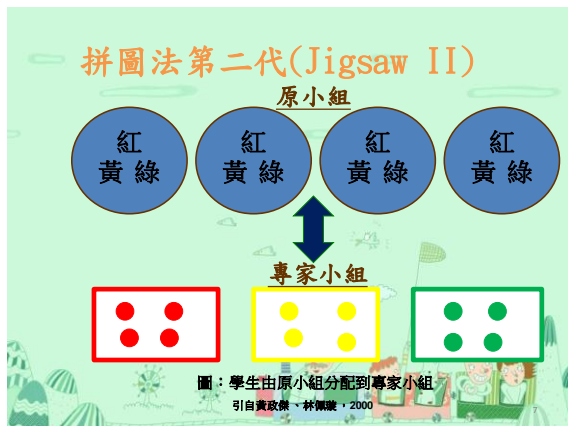 拼圖法第二代(Jigsaw II)
原小組
紅 紅 紅 紅
黃 綠 黃 綠 黃 綠 黃 綠
專家小組
圖：學生由原小組分配到專家小組
引自黃政傑、林佩璇，2000
7